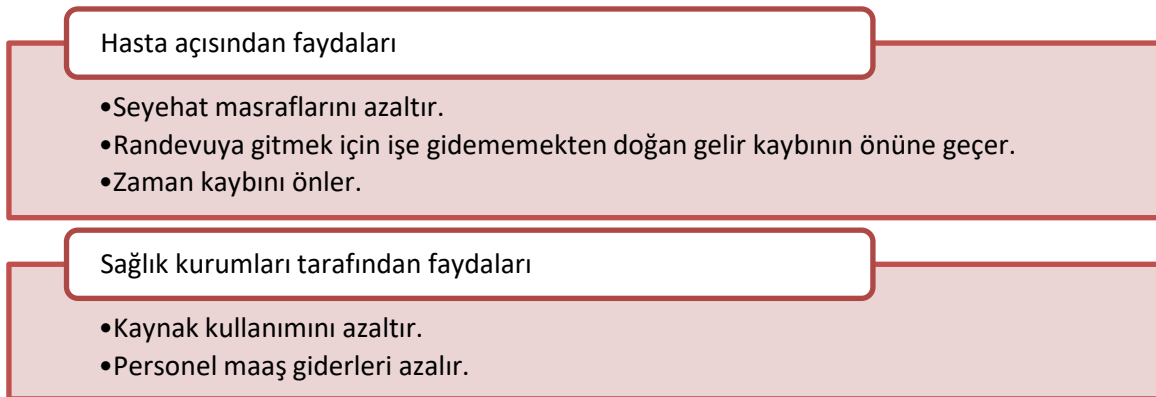 Hasta açısından faydaları
•Seyehat masraflarını azaltır.
•Randevuya gitmek için işe gidememekten doğan gelir kaybının önüne geçer.
•Zaman kaybını önler.
Sağlık kurumları tarafından faydaları
•Kaynak kullanımını azaltır.
•Personel maaş giderleri azalır.